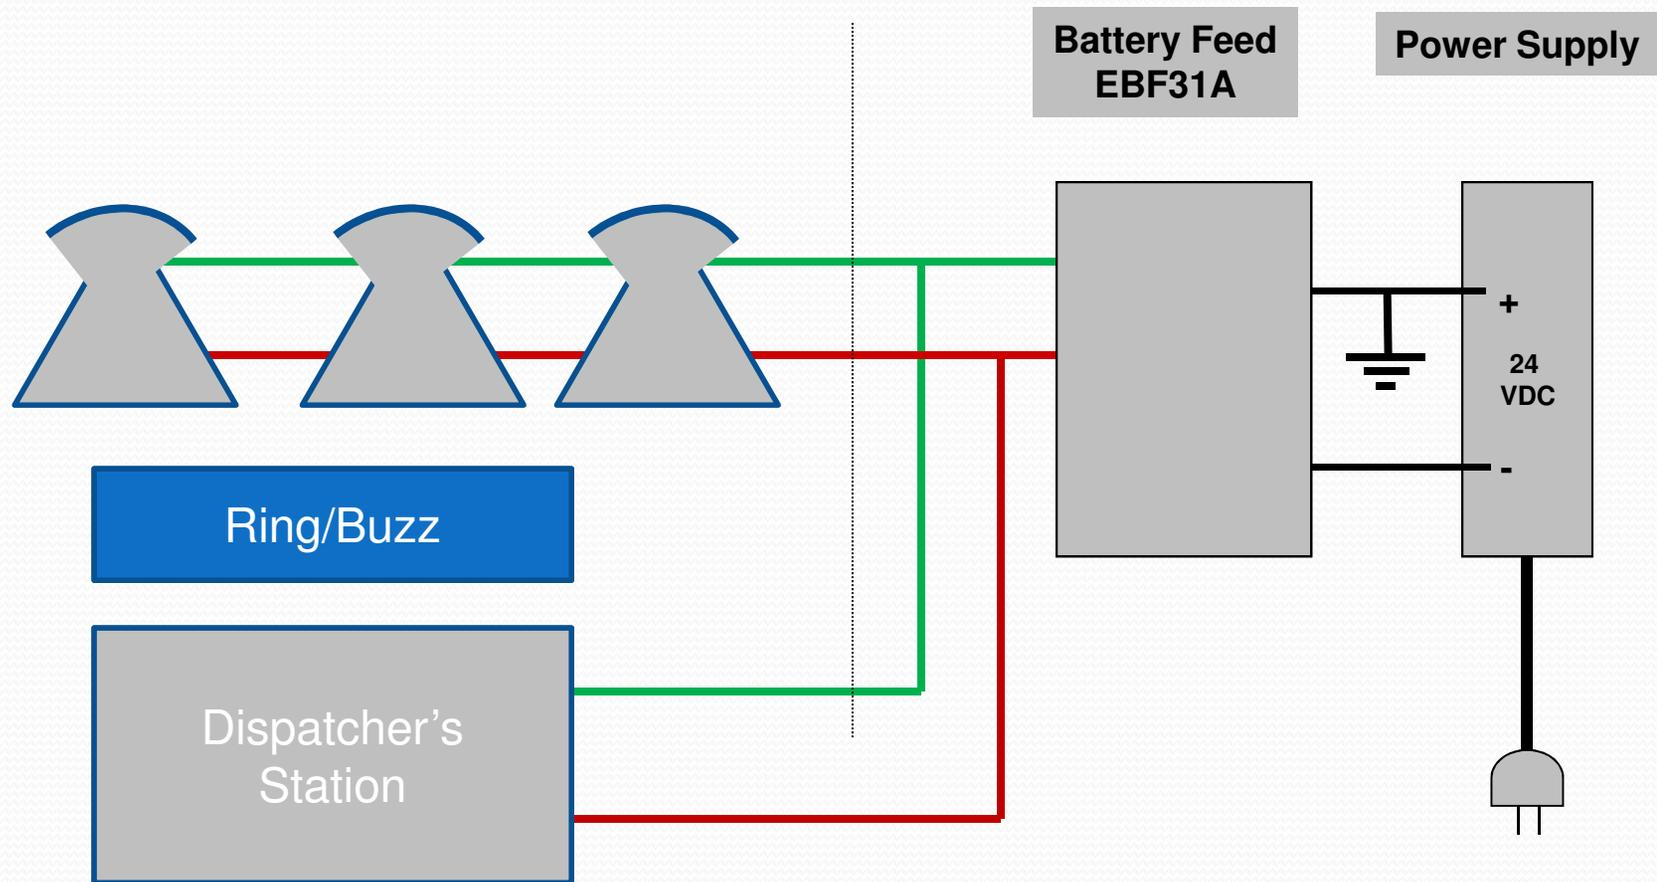 Battery Feed
EBF31A
Power Supply
+
24
VDC
-
Ring/Buzz
Dispatcher’s
Station